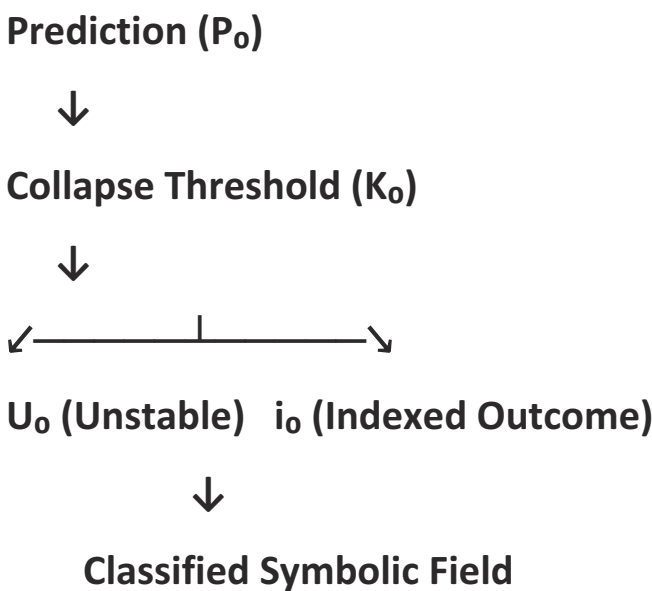 Prediction (P₀)
↓
Collapse Threshold (K₀)
↓
↙─────────┴─────────↘
U₀ (Unstable) i₀ (Indexed Outcome)
↓
Classified Symbolic Field